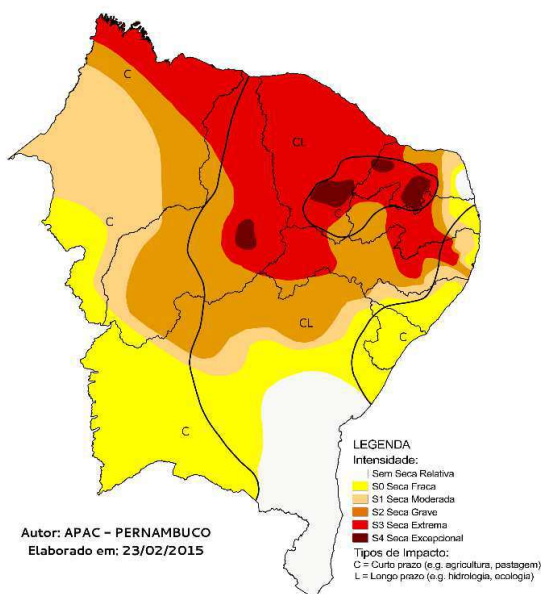 C
CL
C
CL
C
C
LEGENDA
Intensidade:
Sem Seca Relativa
S0 Seca Fraca
S1 Seca Moderada
S2 Seca Grave
S3 Seca Extrema
S4 Seca Excepcional
Tipos de Impacto:
C = Curto prazo (e.g. agricultura, pastagem)
L = Longo prazo (e.g. hidrologia, ecologia)
Autor: APAC - PERNAMBUCO
Elaborado em: 23/02/2015